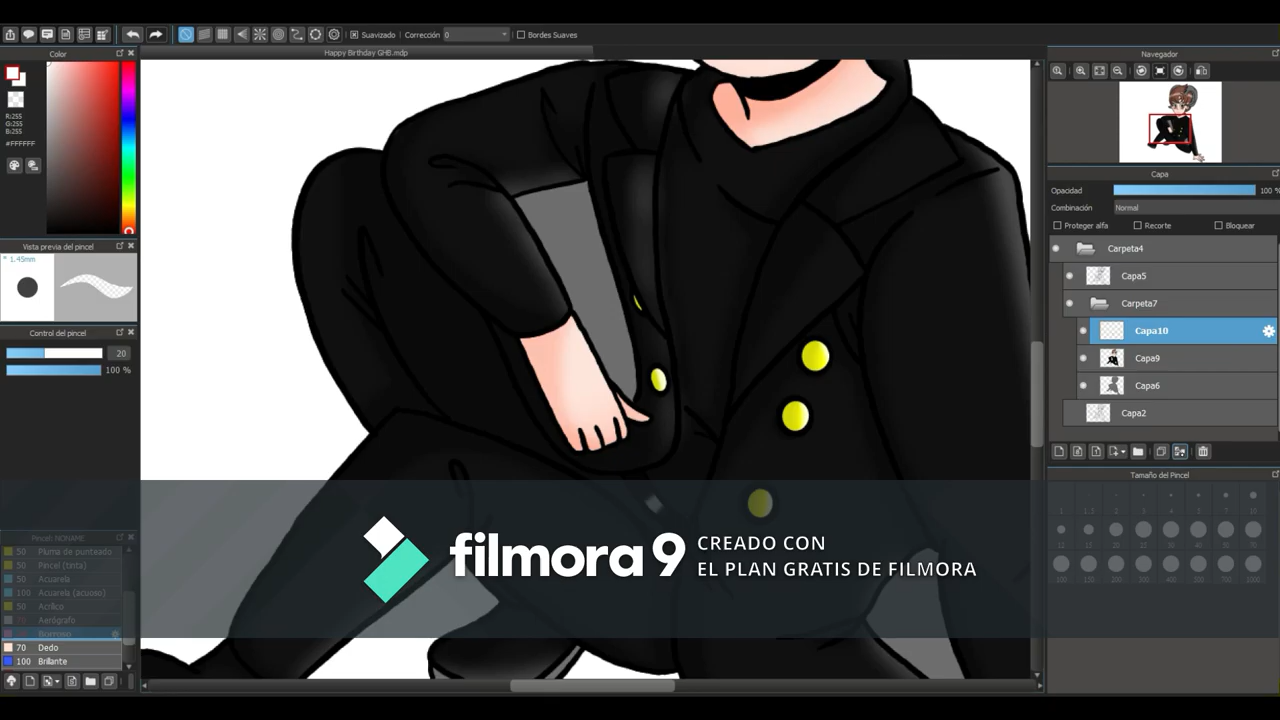 Suavizado
Corrección 0
Bordes Suaves
Color
Happy Birthday GHB.mdp
Navegador
R:255
G:255
B:255
#FFFFFF
Capa
Opacidad
100 %
Combinación
Normal
Proteger alfa
Recorte
Bloquear
Vista previa del pincel
* 1.45mm
Carpeta4
Capa5
Carpeta7
Capa10
Capa9
Capa6
Capa2
Control del pincel
20
100 %
Tamaño del Pincel
Pincel: NONAME
50 Pluma de punteado
50 Pincel (tinta)
50 Acuarela
100 Acuarela (acuoso)
50 Acrílico
Aerógrafo
Borroso
70 Dedo
100 Brillante
filmora9
CREADO CON
EL PLAN GRATIS DE FILMORA